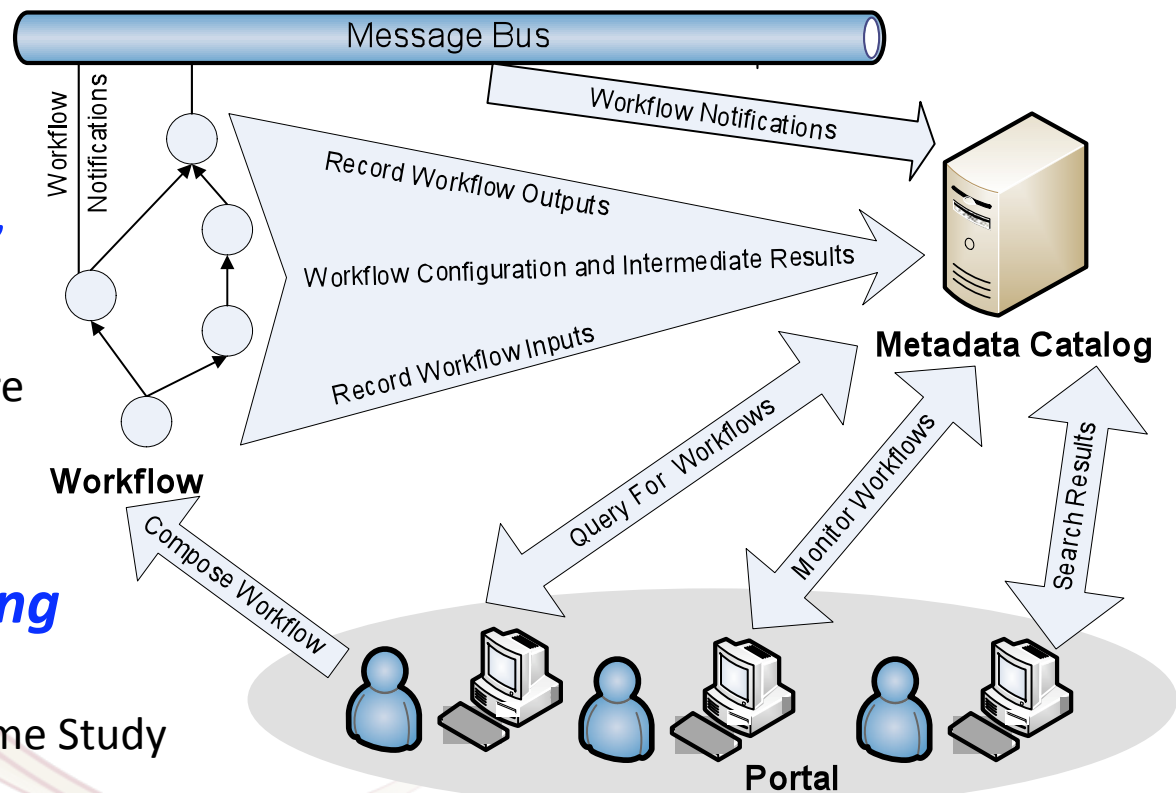 Message Bus
Workflow
Notifications
Workflow Notifications
Record Workflow Outputs
Workflow Configuration and Intermediate Results
Record Workflow Inputs
Metadata Catalog
Workflow
Query For Workflows
Monitor Workflows
Search Results
Compose Workflow
ng
me Study
Portal